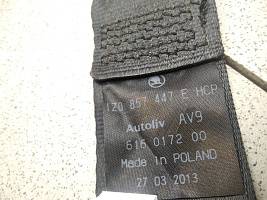 1Z0 857 447 E HCP
Autoliv AV9
616 0172 00
Made in POLAND
27 03 2013